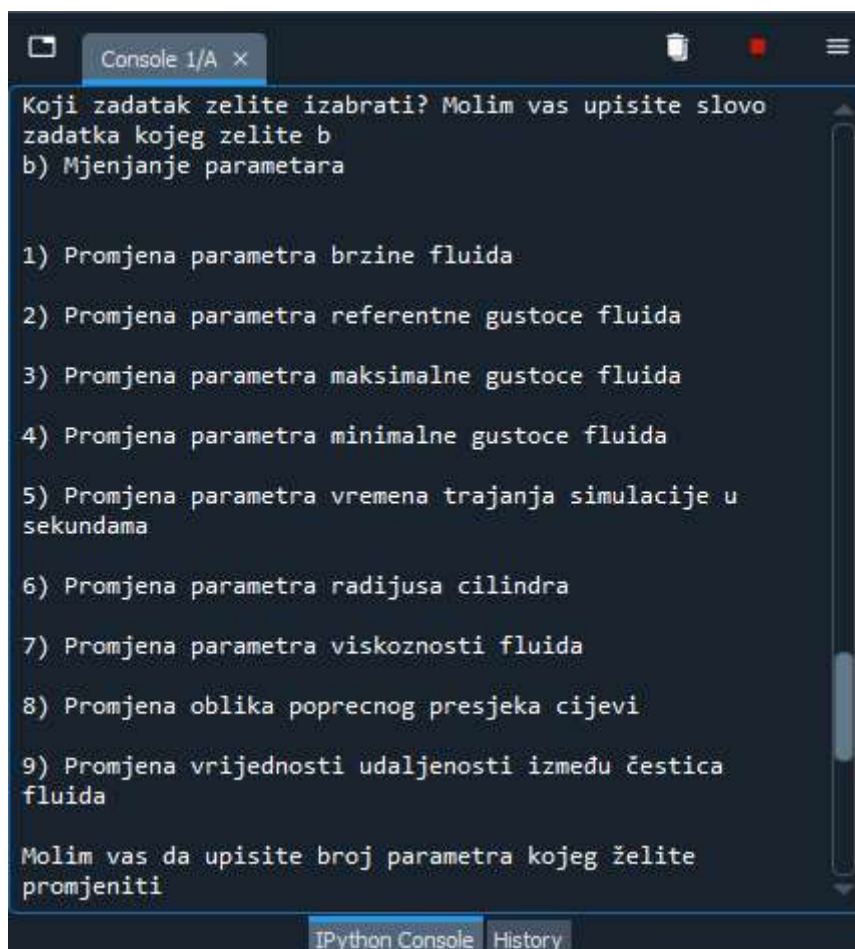 Console 1/A ×
Koji zadatak zelite izabrati? Molim vas upisite slovo
zadatka kojeg zelite b
b) Mjenjanje parametara
1) Promjena parametra brzine fluida
2) Promjena parametra referentne gustoce fluida
3) Promjena parametra maksimalne gustoce fluida
4) Promjena parametra minimalne gustoce fluida
5) Promjena parametra vremena trajanja simulacije u
sekundama
6) Promjena parametra radijusa cilindra
7) Promjena parametra viskoznosti fluida
8) Promjena oblika poprecnog presjeka cijevi
9) Promjena vrijednosti udaljenosti između čestica
fluida
Molim vas da upisite broj parametra kojeg želite
promjeniti
IPython Console History